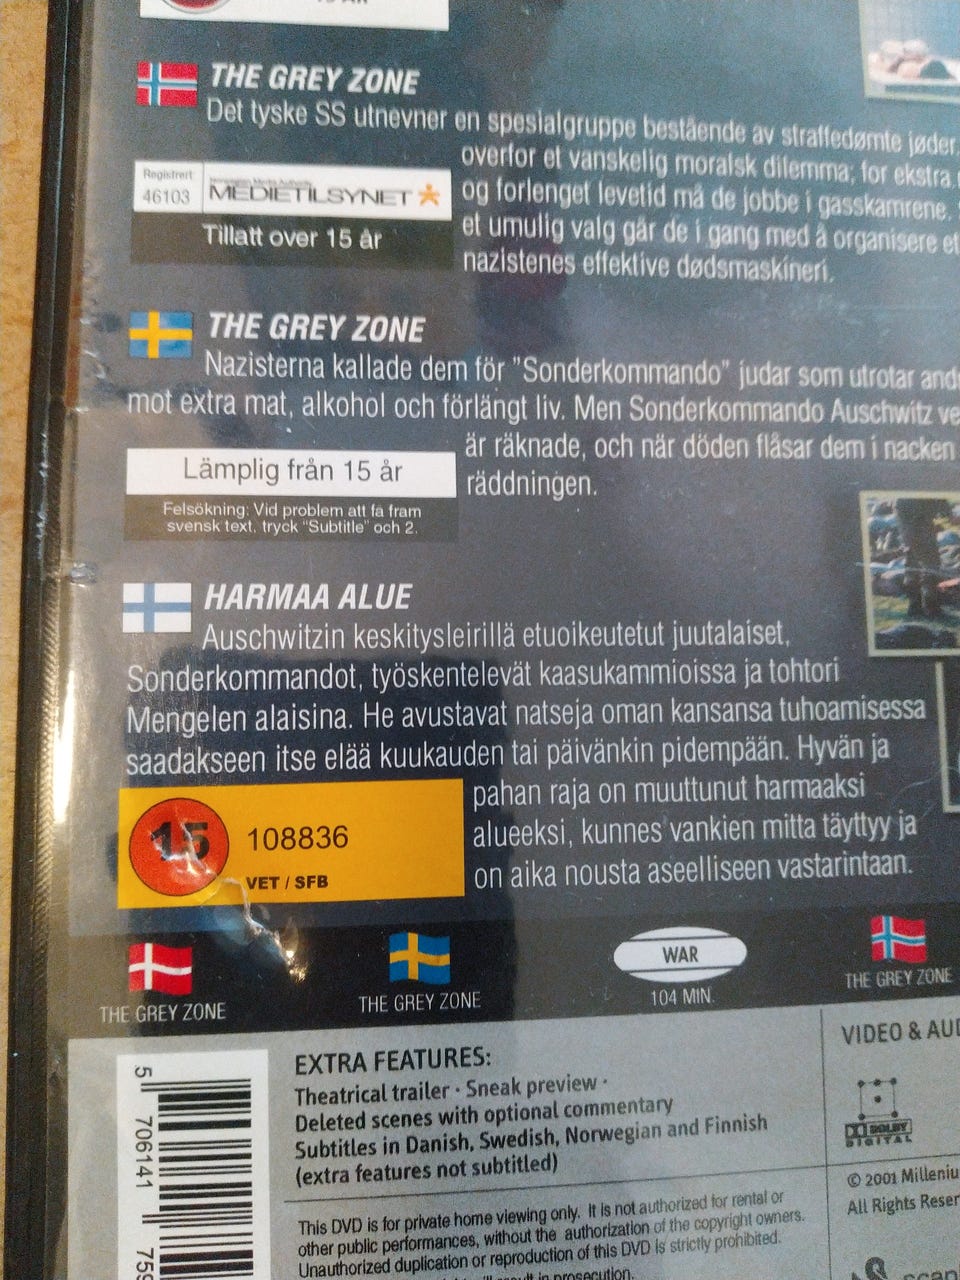 THE GREY ZONE
Det tyske SS utnevner en spesialgruppe bestående av straffedømte jøder.
overfor et vanskelig moralsk dilemma; for ekstra
og forlenget levetid må de jobbe i gasskamrene.
et umulig valg går de i gang med å organisere et
nazistenes effektive dødsmaskineri.
Registrert
46103
MEDIETILSYNET
Tillatt over 15 år
THE GREY ZONE
Nazisterna kallade dem för "Sonderkommando" judar som utrotar
mot extra mat, alkohol och förlängt liv. Men Sonderkommando Auschwitz
är räknade, och när döden flåsar dem i nacken
räddningen.
Lämplig från 15 år
Felsökning: Vid problem att få fram
svensk text, tryck "Subtitle" och 2.
HARMAA ALUE
Auschwitzin keskitysleirillä etuoikeutetut juutalaiset,
Sonderkommandot, työskentelevät kaasukammioissa ja tohtori
Mengelen alaisina. He avustavat natseja oman kansansa tuhoamisessa
saadakseen itse elää kuukauden tai päivänkin pidempään. Hyvän ja
pahan raja on muuttunut harmaaksi
alueeksi, kunnes vankien mitta täyttyy ja
on aika nousta aseelliseen vastarintaan.
15
108836
VET / SFB
THE GREY ZONE
THE GREY ZONE
WAR
104 MIN.
THE GREY ZONE
EXTRA FEATURES:
Theatrical trailer · Sneak preview ·
Deleted scenes with optional commentary
Subtitles in Danish, Swedish, Norwegian and Finnish
(extra features not subtitled)
This DVD is for private home viewing only. It is not authorized for rental or
other public performances, without the authorization of the copyright owners.
Unauthorized duplication or reproduction of this DVD is strictly prohibited.
in prosecution.
VIDEO &
DOLBY
DIGITAL
© 2001
All Rights
5 706141